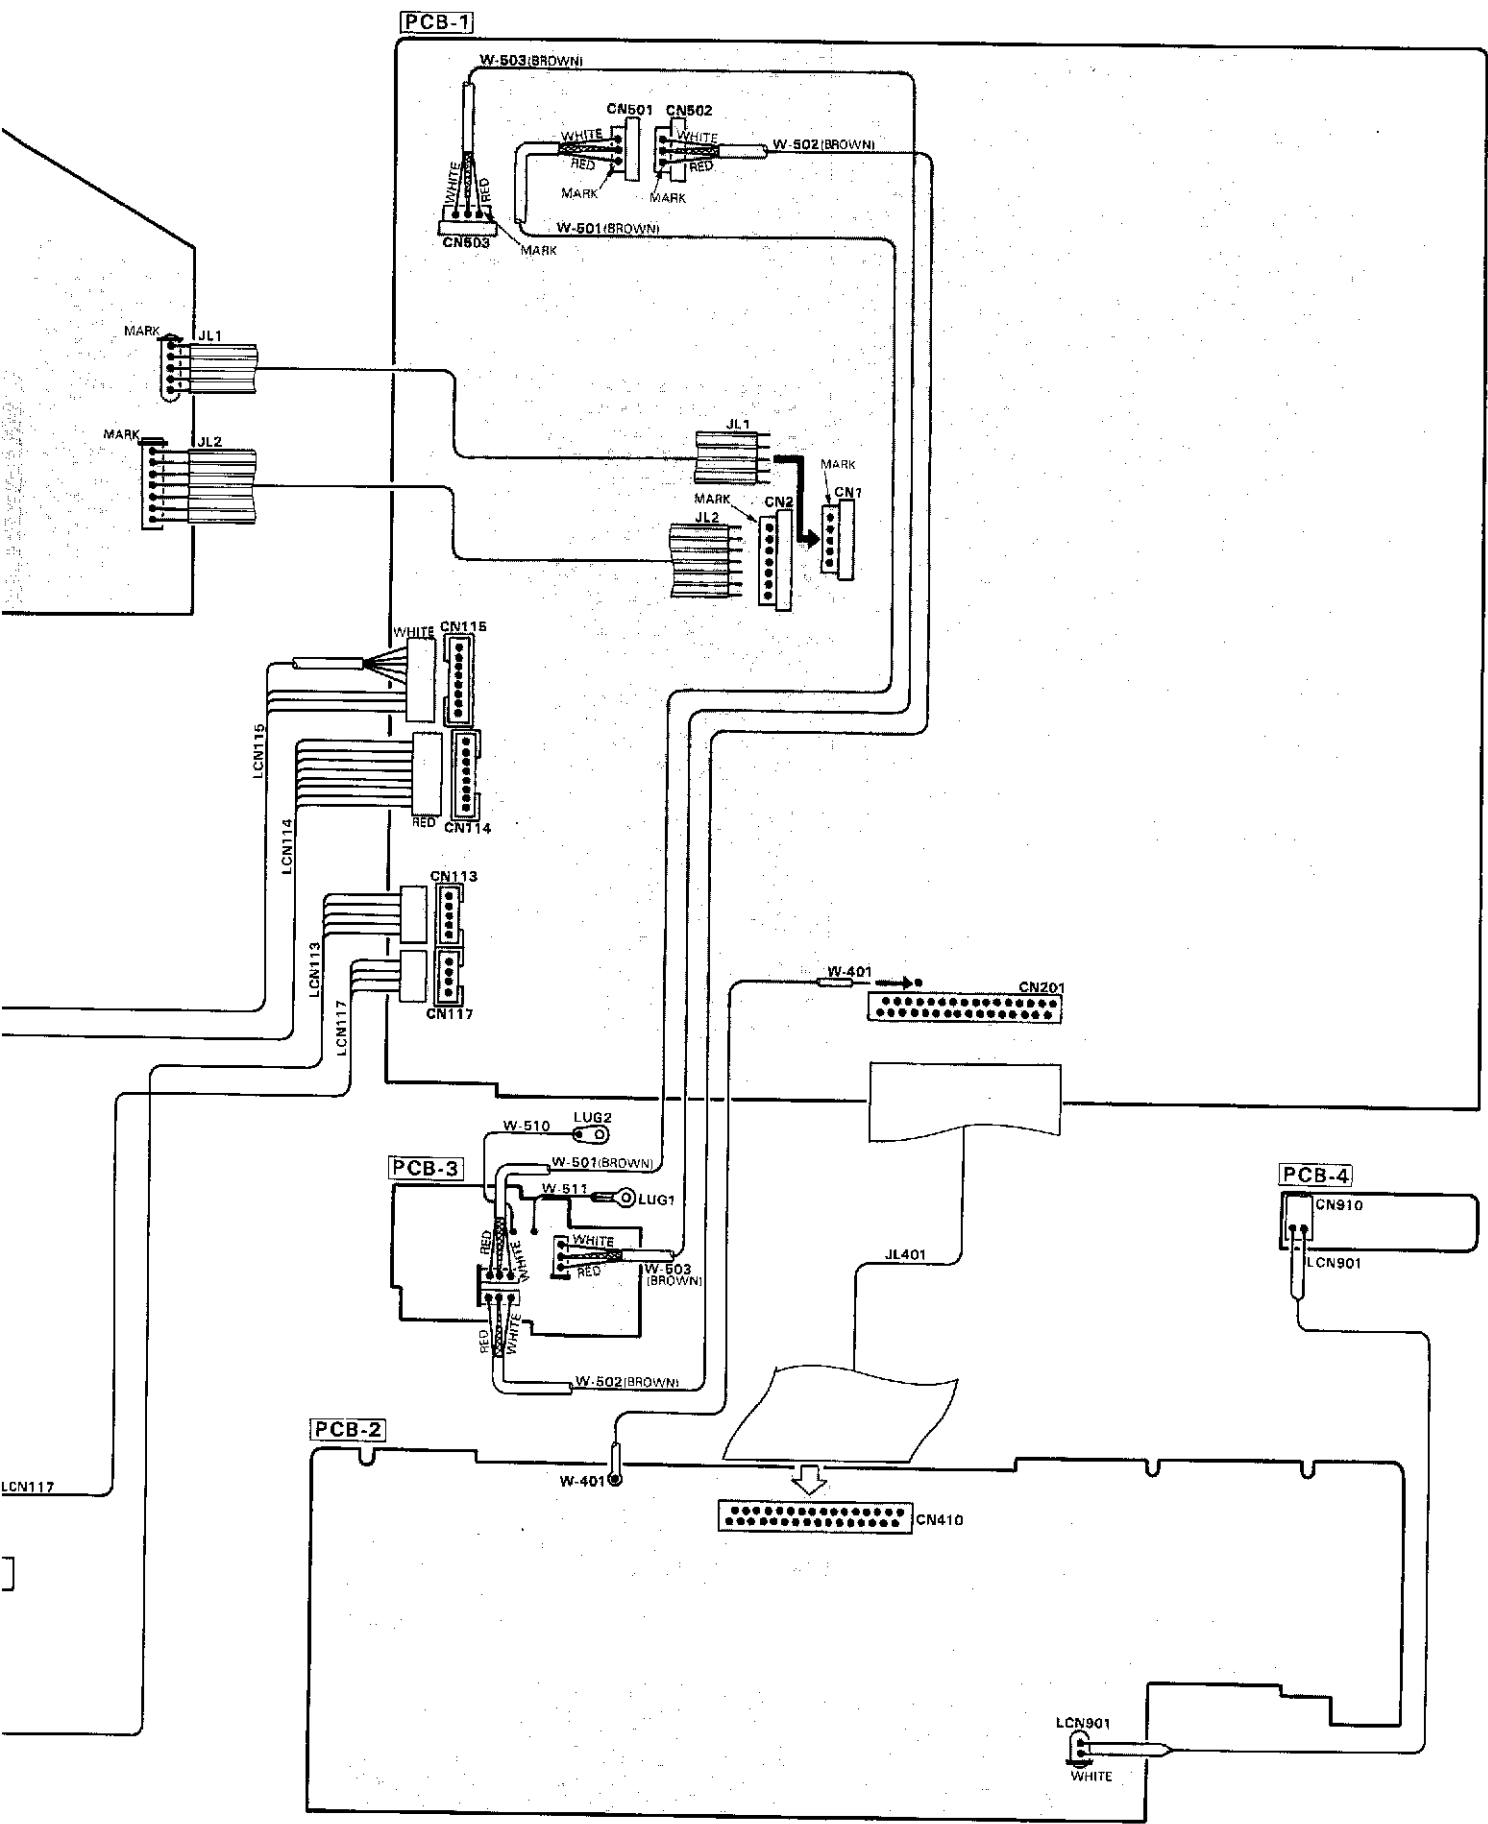 PCB-1
W-503(BROWN)
CN501
CN502
WHITE
WHITE
W-502(BROWN)
RED
RED
WHITE
RED
MARK
MARK
W-501(BROWN)
CN503
MARK
MARK
JL1
MARK
JL2
JL1
MARK
MARK
CN2
CN1
JL2
WHITE
CN115
LCN115
RED
CN114
LCN114
CN113
LCN113
LCN117
CN117
W-401
CN201
W-510
LUG2
PCB-3
W-501(BROWN)
W-511
LUG1
PCB-4
CN910
RED
WHITE
WHITE
RED
W-503
(BROWN)
JL401
LCN901
RED
WHITE
W-502(BROWN)
PCB-2
W-401
LCN117
CN410
LCN901
WHITE